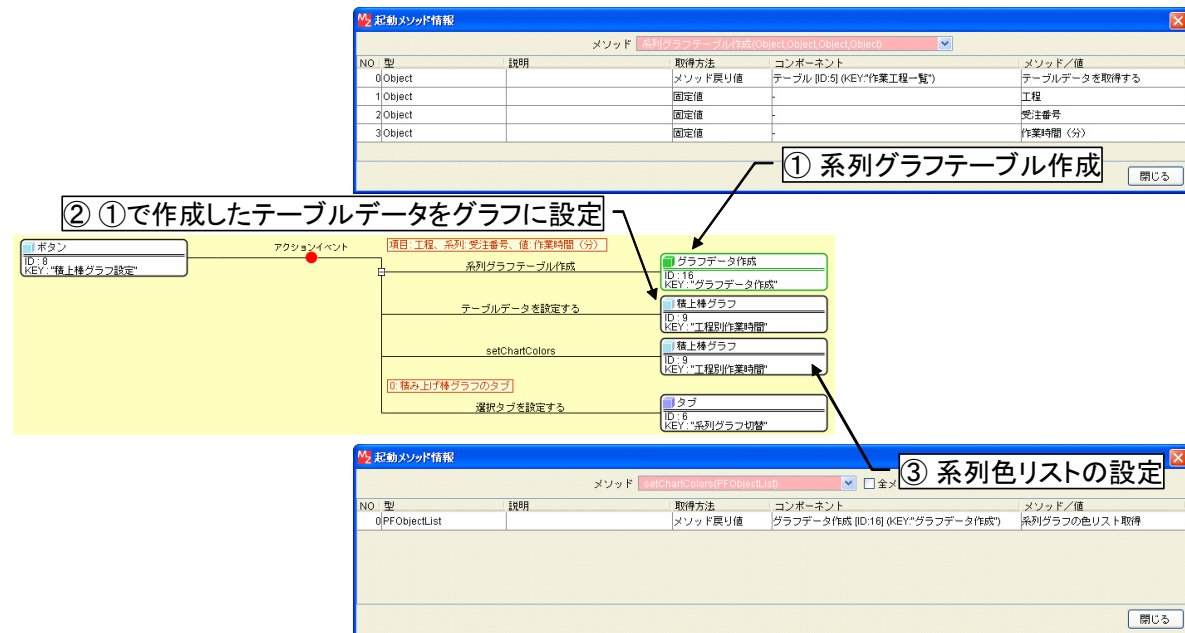 起動メソッド情報
メソッド 系列グラフテーブル作成(Object,Object,Object,Object)
NO 型 説明 取得方法 コンポーネント メソッド／値
0 Object メソッド戻り値 テーブル [ID:5] (KEY:"作業工程一覧") テーブルデータを取得する
1 Object 固定値 - 工程
2 Object 固定値 - 受注番号
3 Object 固定値 - 作業時間（分）
閉じる
① 系列グラフテーブル作成
② ①で作成したテーブルデータをグラフに設定
ボタン
ID : 8
KEY : "積上棒グラフ設定"
アクションイベント
項目: 工程、系列: 受注番号、値: 作業時間（分）
系列グラフテーブル作成
グラフデータ作成
ID : 16
KEY : "グラフデータ作成"
テーブルデータを設定する
積上棒グラフ
ID : 9
KEY : "工程別作業時間"
setChartColors
積上棒グラフ
ID : 9
KEY : "工程別作業時間"
0: 積み上げ棒グラフのタブ
選択タブを設定する
タブ
ID : 6
KEY : "系列グラフ切替"
起動メソッド情報
③ 系列色リストの設定
メソッド setChartColors(PFObjectList) 全メ
NO 型 説明 取得方法 コンポーネント メソッド／値
0 PFObjectList メソッド戻り値 グラフデータ作成 [ID:16] (KEY:"グラフデータ作成") 系列グラフの色リスト取得
閉じる